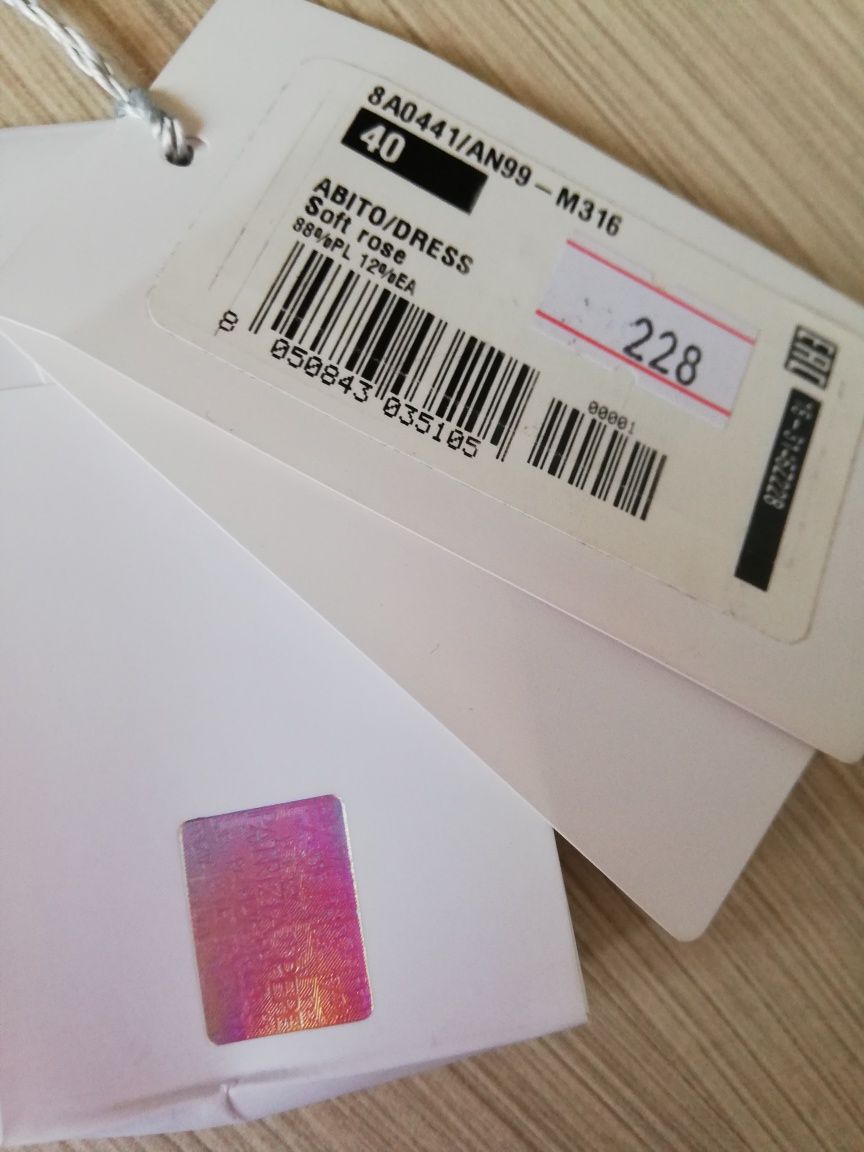 8A0441/AN99 – M316
40
ABITO/DRESS
Soft rose
88%PL 12%EA
8 050843 035105
00001
228